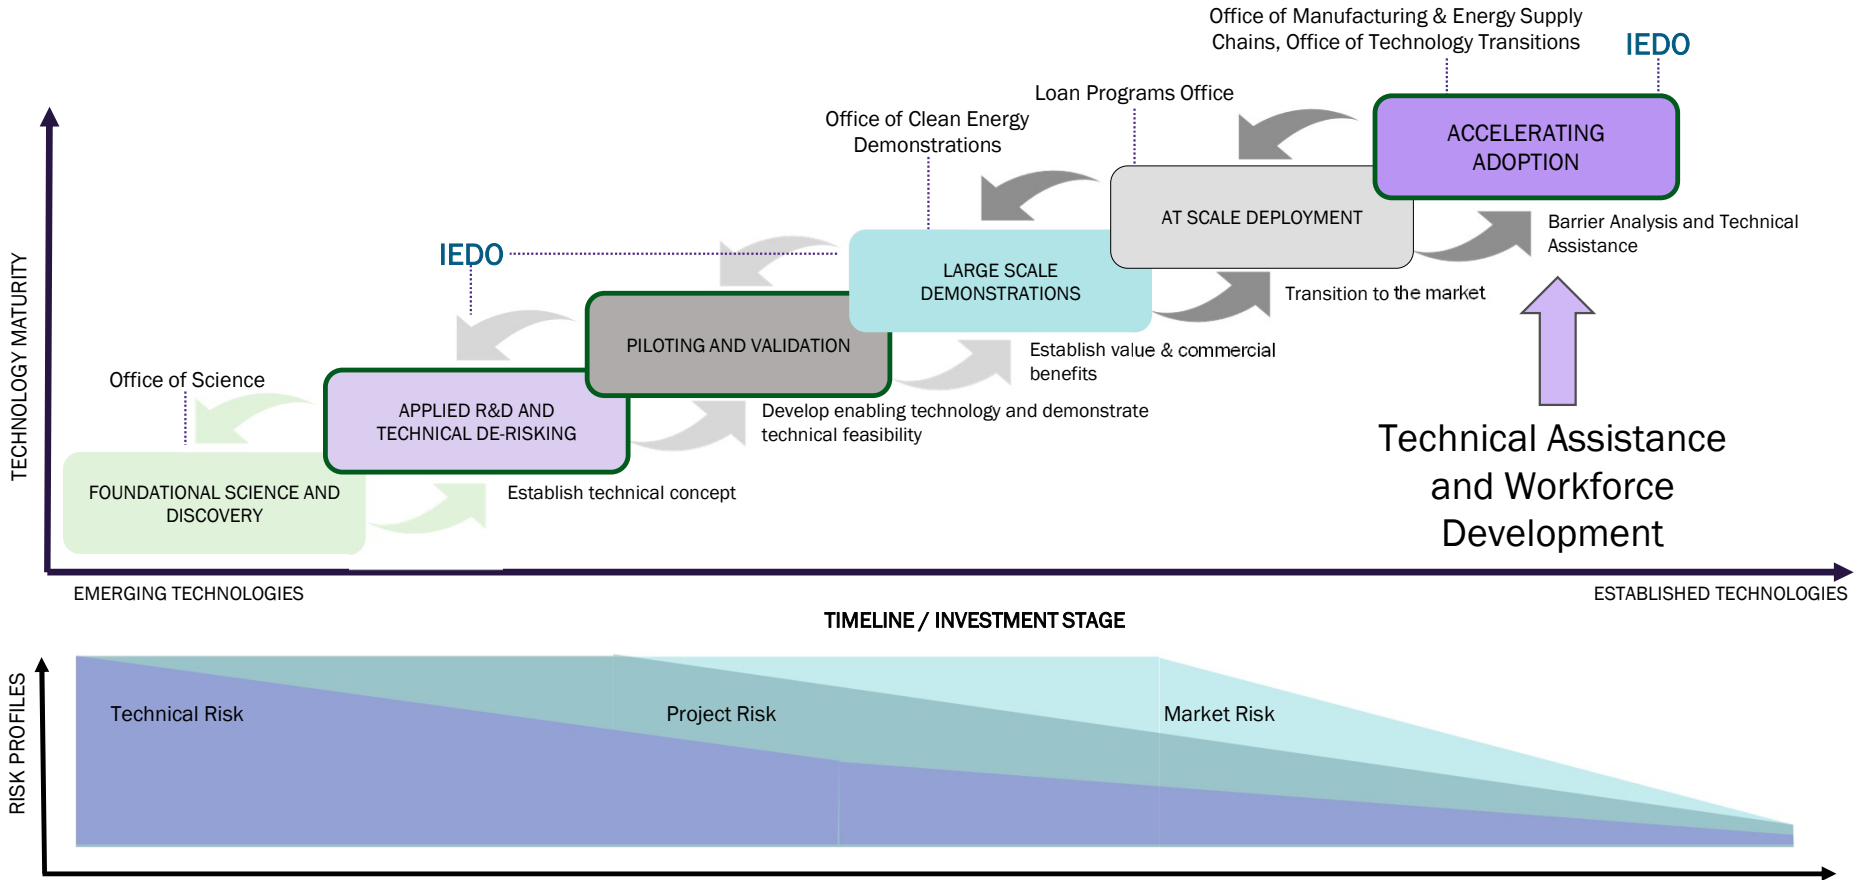 Office of Manufacturing & Energy Supply
Chains, Office of Technology Transitions
IEDO
Loan Programs Office
Office of Clean Energy
Demonstrations
ACCELERATING
ADOPTION
AT SCALE DEPLOYMENT
Barrier Analysis and Technical
Assistance
IEDO
LARGE SCALE
DEMONSTRATIONS
Transition to the market
PILOTING AND VALIDATION
Establish value & commercial
benefits
Office of Science
APPLIED R&D AND
TECHNICAL DE-RISKING
Develop enabling technology and demonstrate
technical feasibility
Technical Assistance
and Workforce
Development
FOUNDATIONAL SCIENCE AND
DISCOVERY
Establish technical concept
TECHNOLOGY MATURITY
EMERGING TECHNOLOGIES
ESTABLISHED TECHNOLOGIES
TIMELINE / INVESTMENT STAGE
RISK PROFILES
Technical Risk
Project Risk
Market Risk